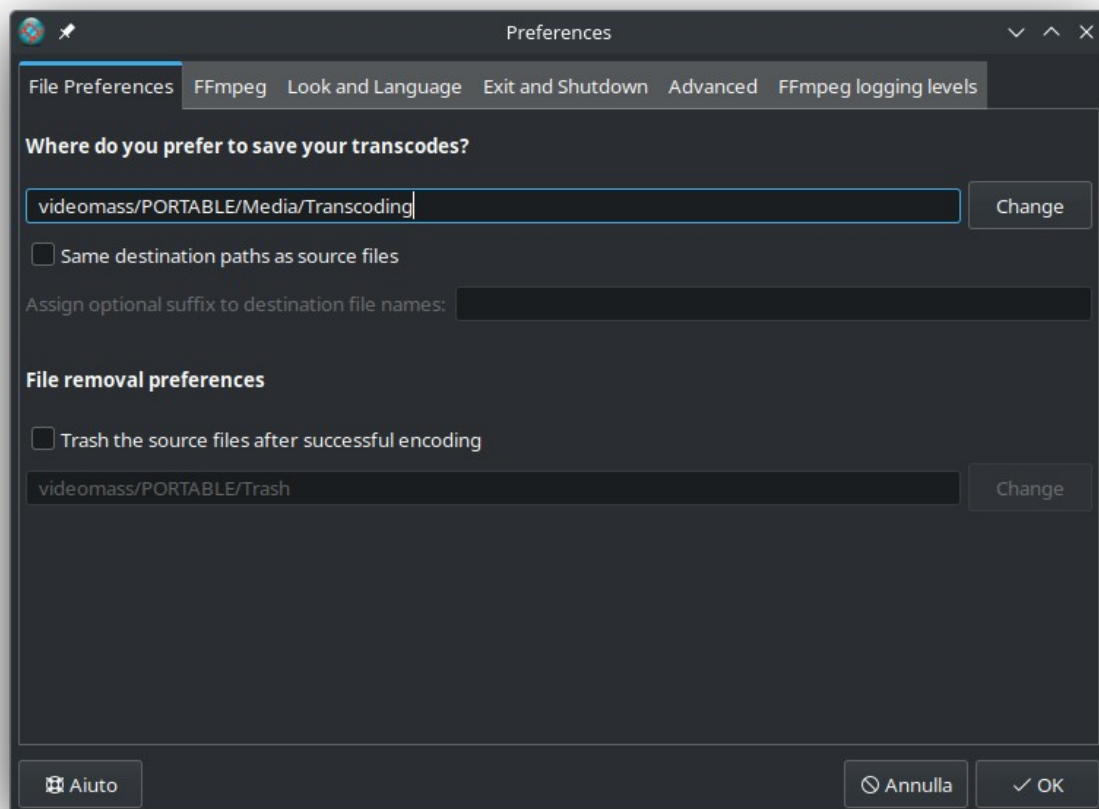 Preferences
File Preferences FFmpeg Look and Language Exit and Shutdown Advanced FFmpeg logging levels
Where do you prefer to save your transcodes?
videomass/PORTABLE/Media/Transcoding Change
Same destination paths as source files
Assign optional suffix to destination file names:
File removal preferences
Trash the source files after successful encoding
videomass/PORTABLE/Trash Change
Aiuto Annulla OK